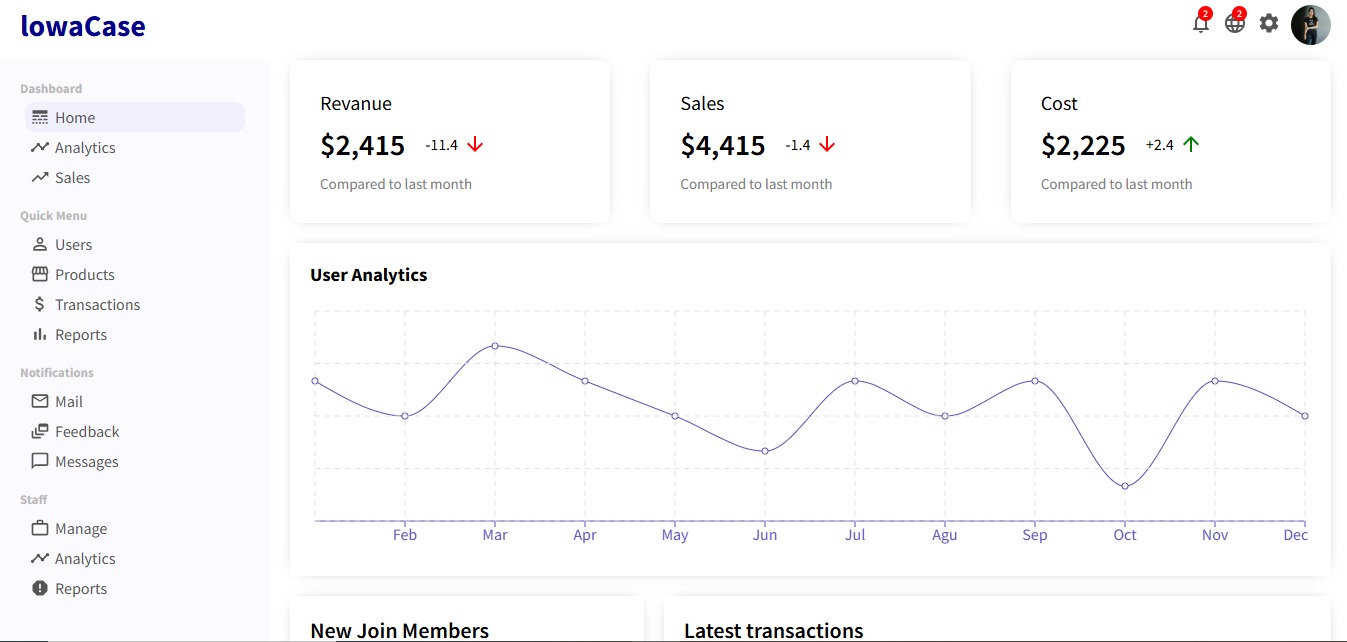 lowaCase
2
2
Dashboard
Home
Analytics
Sales
Quick Menu
Users
Products
Transactions
Reports
Notifications
Mail
Feedback
Messages
Staff
Manage
Analytics
Reports
Revanue
$2,415 -11.4
Compared to last month
Sales
$4,415 -1.4
Compared to last month
Cost
$2,225 +2.4
Compared to last month
User Analytics
Feb Mar Apr May Jun Jul Agu Sep Oct Nov Dec
New Join Members
Latest transactions